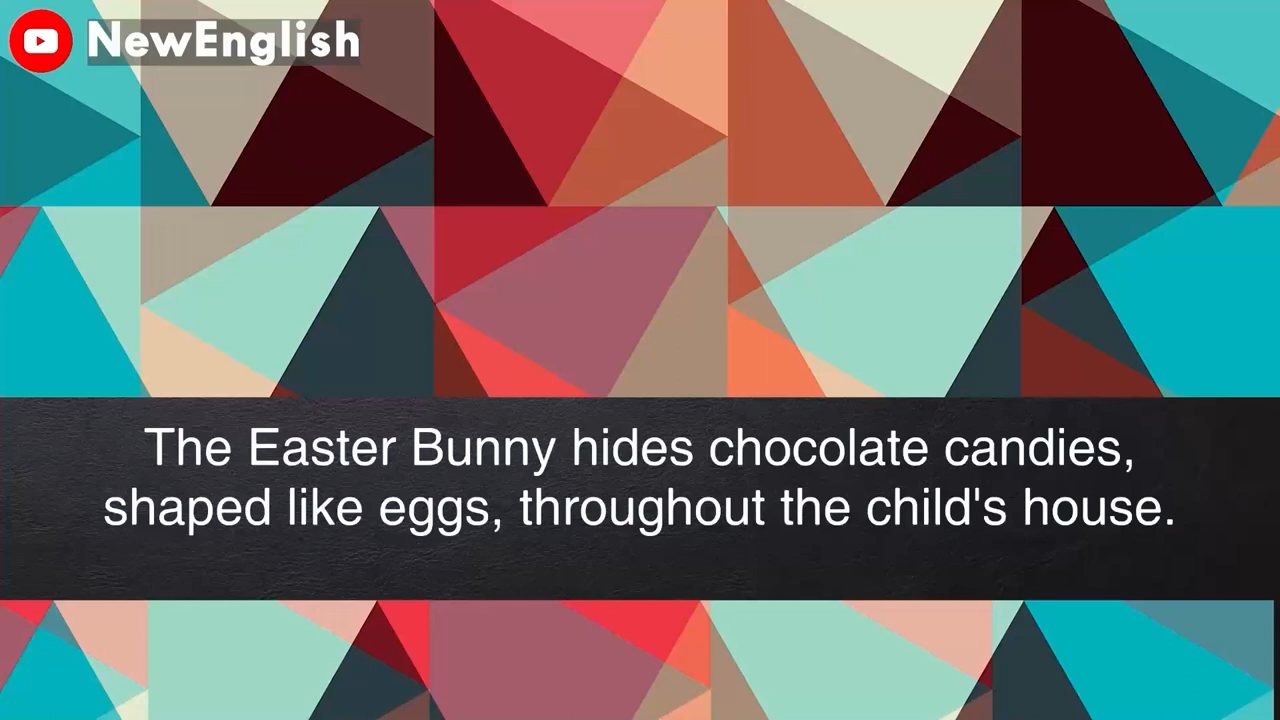 NewEnglish
The Easter Bunny hides chocolate candies,
shaped like eggs, throughout the child's house.